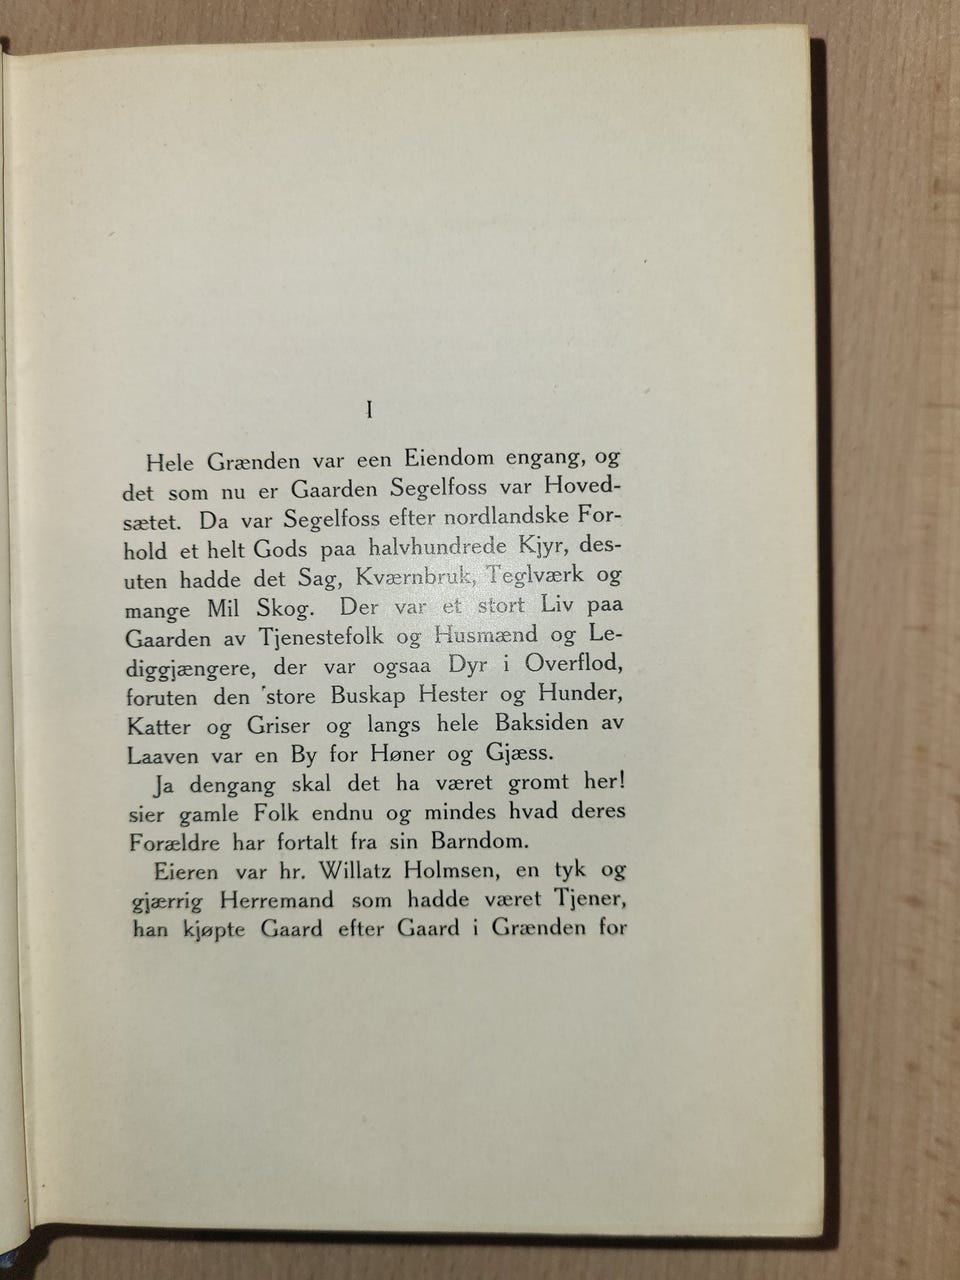 I
Hele Grænden var een Eiendom engang, og
det som nu er Gaarden Segelfoss var Hoved-
sætet. Da var Segelfoss efter nordlandske For-
hold et helt Gods paa halvhundrede Kjyr, des-
uten hadde det Sag, Kværnbruk, Teglværk og
mange Mil Skog. Der var et stort Liv paa
Gaarden av Tjenestefolk og Husmænd og Le-
diggjængere, der var ogsaa Dyr i Overflod,
foruten den store Buskap Hester og Hunder,
Katter og Griser og langs hele Baksiden av
Laaven var en By for Høner og Gjæss.
Ja dengang skal det ha været gromt her!
sier gamle Folk endnu og mindes hvad deres
Forældre har fortalt fra sin Barndom.
Eieren var hr. Willatz Holmsen, en tyk og
gjærrig Herremand som hadde været Tjener,
han kjøpte Gaard efter Gaard i Grænden for